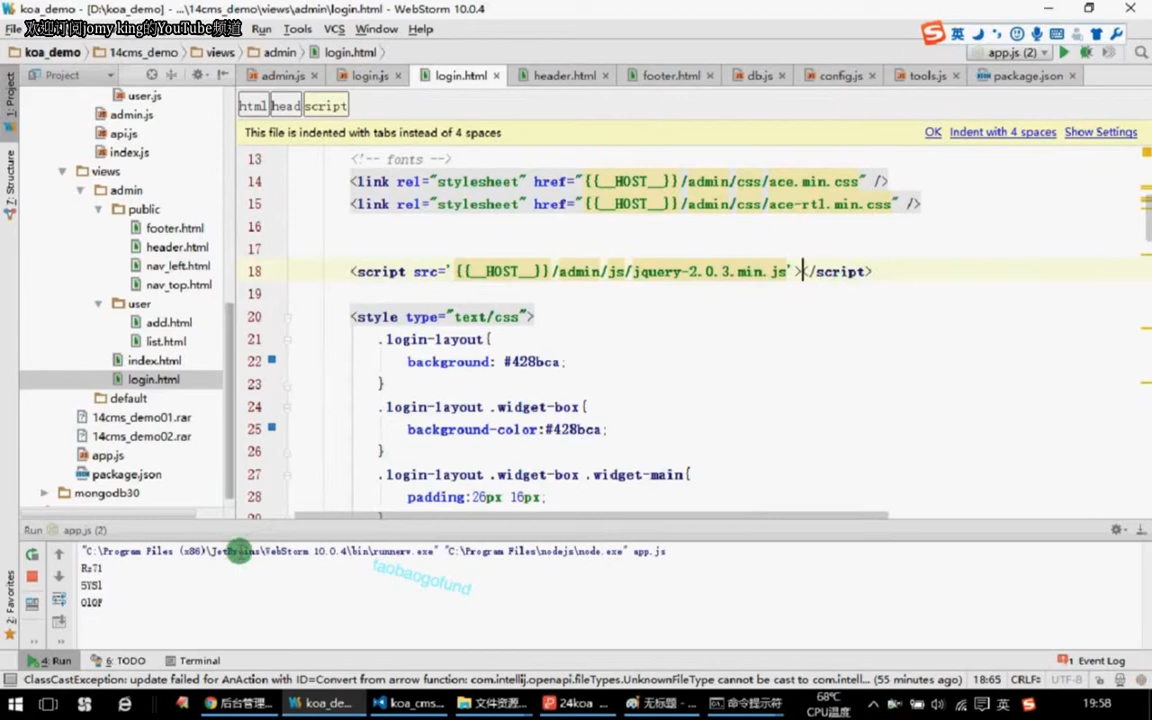 koa_demo - [D:\koa_demo] - ...\14cms_demo\views\admin\login.html - WebStorm 10.0.4
File Run Tools VCS Window Help
欢迎订阅jomy king的YouTube频道
英
koa_demo 14cms_demo views admin login.html
app.js (2)
Project
admin.js login.js login.html header.html footer.html db.js config.js tools.js package.json
html head script
This file is indented with tabs instead of 4 spaces OK Indent with 4 spaces Show Settings
1: Project
7: Structure
2: Favorites
user.js
admin.js
api.js
index.js
views
admin
public
footer.html
header.html
nav_left.html
nav_top.html
user
add.html
list.html
index.html
login.html
default
14cms_demo01.rar
14cms_demo02.rar
app.js
package.json
mongodb30
13 <!-- fonts -->
14 <link rel="stylesheet" href="{{__HOST__}}/admin/css/ace.min.css" />
15 <link rel="stylesheet" href="{{__HOST__}}/admin/css/ace-rtl.min.css" />
16
17
18 <script src='{{__HOST__}}/admin/js/jquery-2.0.3.min.js'></script>
19
20 <style type="text/css">
21 .login-layout{
22 background: #428bca;
23 }
24 .login-layout .widget-box{
25 background-color:#428bca;
26 }
27 .login-layout .widget-box .widget-main{
28 padding:26px 16px;
29 }
Run app.js (2)
"C:\Program Files (x86)\JetBrains\WebStorm 10.0.4\bin\runnerw.exe" "C:\Program Files\nodejs\node.exe" app.js
Rz71
5YSl
OlOF
taobaogofund
4: Run 6: TODO Terminal 1 Event Log
ClassCastException: update failed for AnAction with ID=Convert from arrow function: com.intellij.openapi.fileTypes.UnknownFileType cannot be cast to com.intell... (55 minutes ago) 18:65 CRLF÷ UTF-8
后台管理... koa_de... koa_cms... 文件资源... 24koa ... 无标题 - ... 命令提示符
68℃
CPU温度
英
19:58